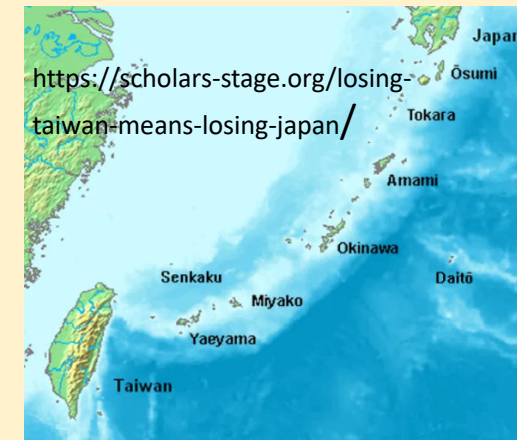 Japan
https://scholars-stage.org/losing-
taiwan-means-losing-japan/
Ōsumi
Tokara
Amami
Okinawa
Senkaku
Daitō
Miyako
Yaeyama
Taiwan